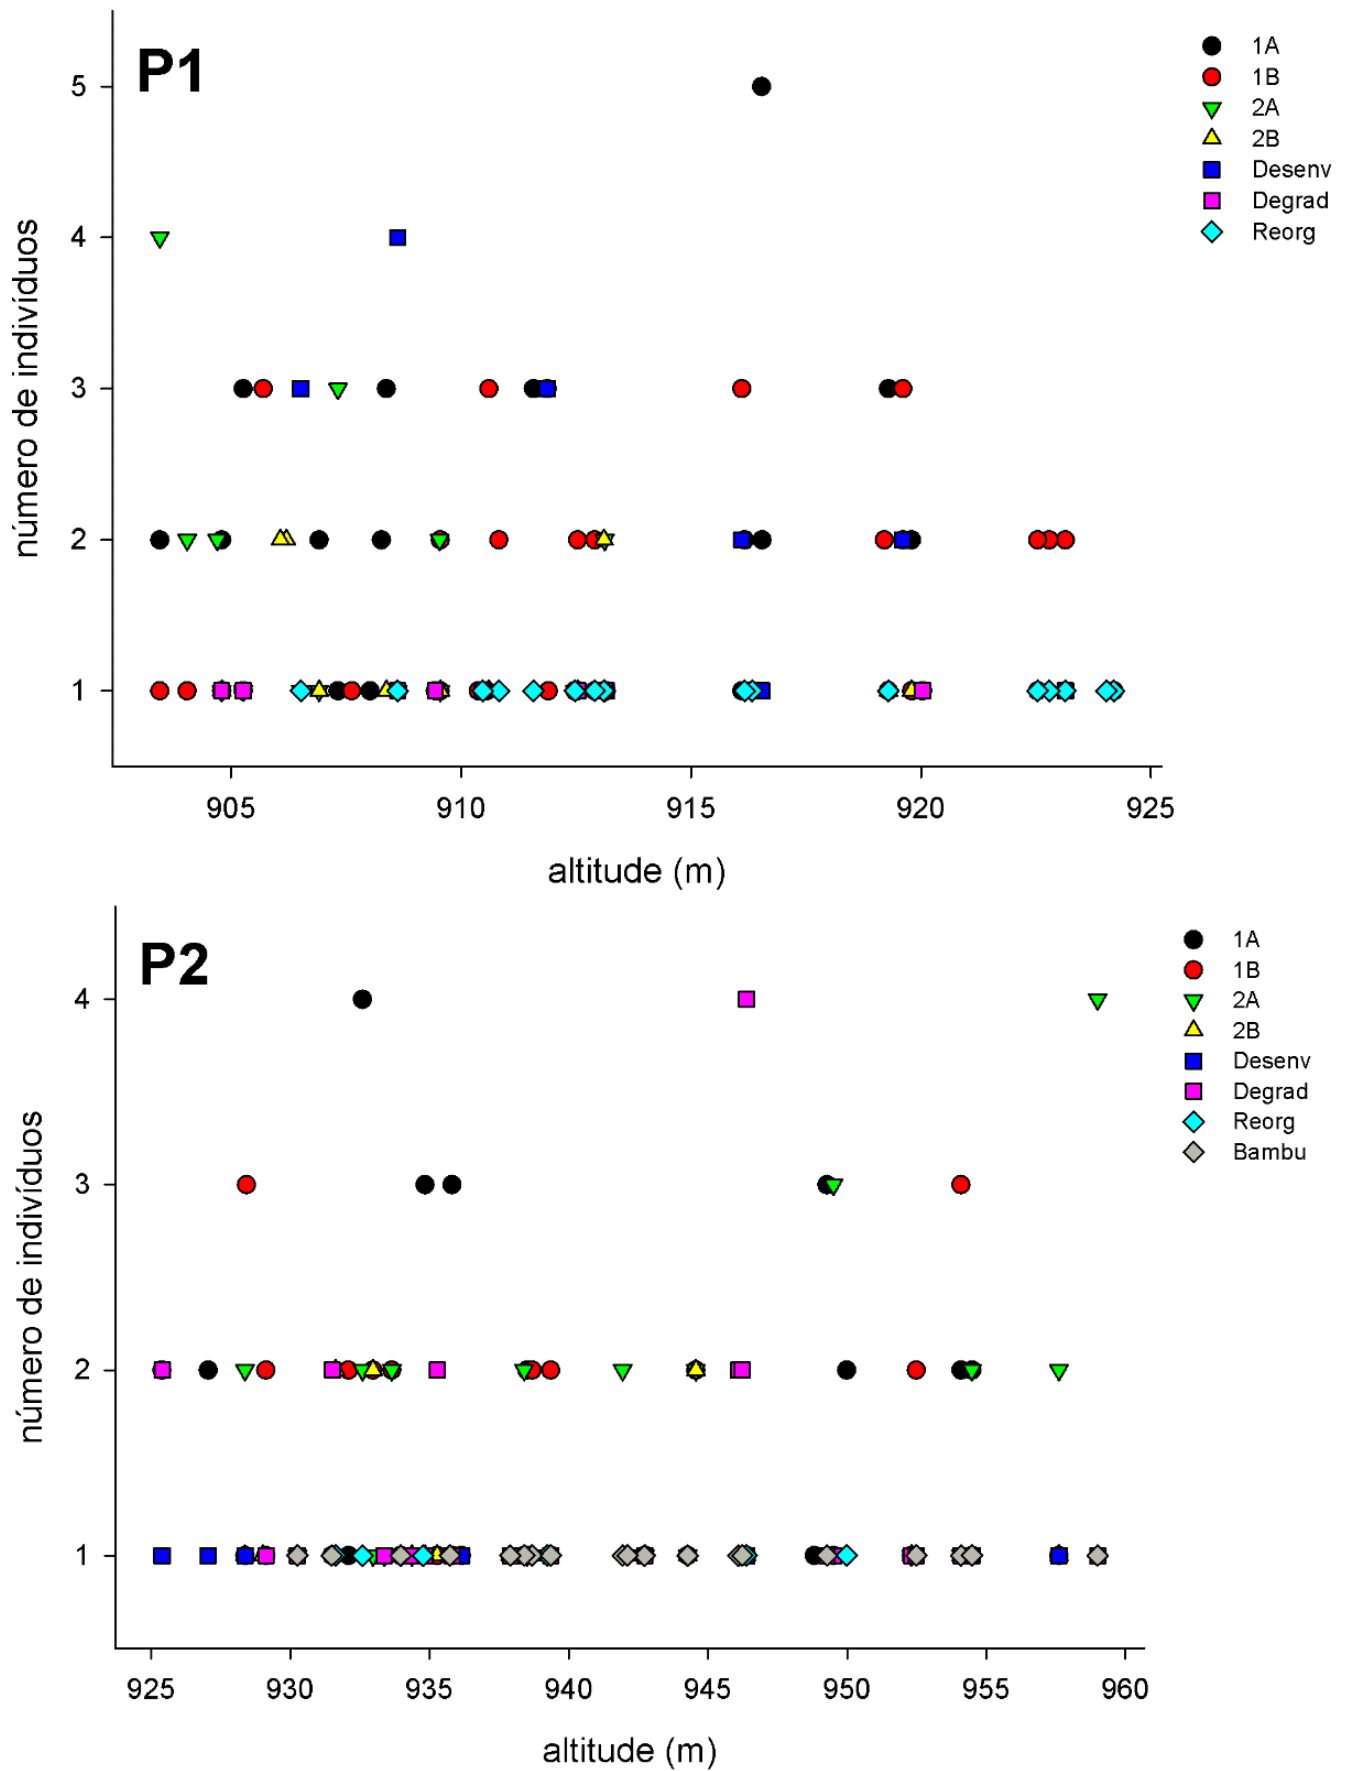 P1
1A
1B
2A
2B
Desenv
Degrad
Reorg
5
4
3
2
1
número de indivíduos
905 910 915 920 925
altitude (m)
P2
1A
1B
2A
2B
Desenv
Degrad
Reorg
Bambu
4
3
2
1
número de indivíduos
925 930 935 940 945 950 955 960
altitude (m)